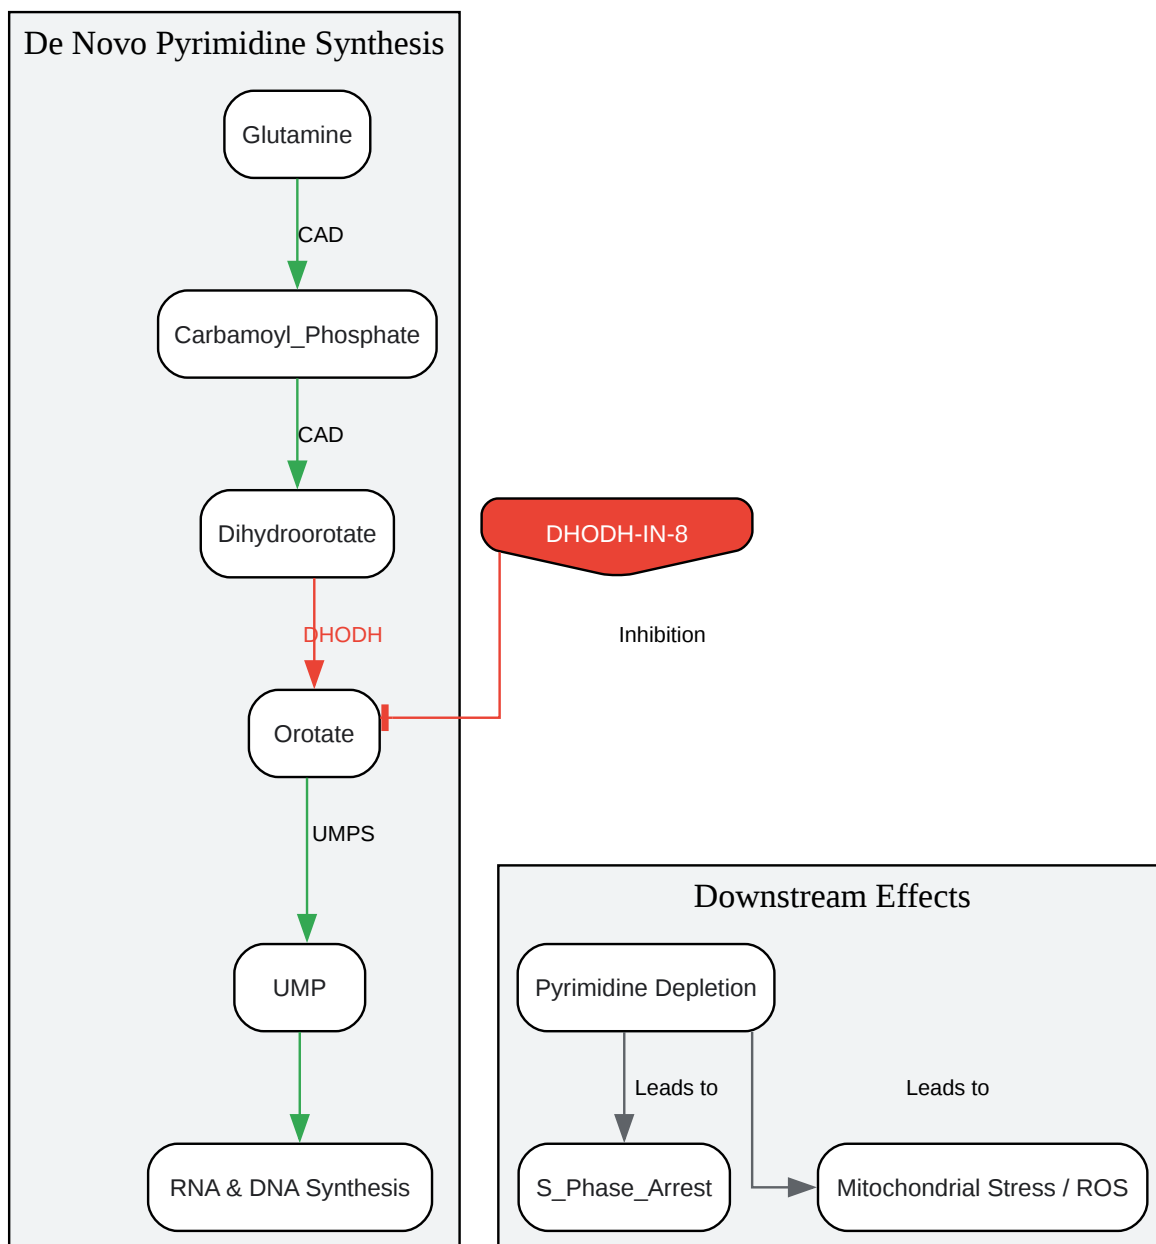 De Novo Pyrimidine Synthesis
Glutamine
CAD
Carbamoyl_Phosphate
CAD
Dihydroorotate
DHODH-IN-8
DHODH
Inhibition
Orotate
UMPS
Downstream Effects
UMP
Pyrimidine Depletion
Leads to
Leads to
RNA & DNA Synthesis
S_Phase_Arrest
Mitochondrial Stress / ROS